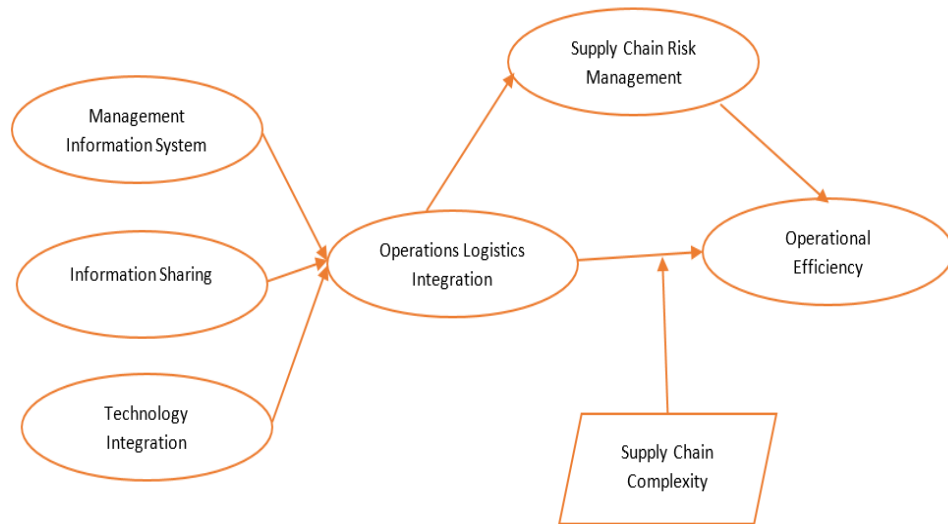 Supply Chain Risk
Management
Management
Information System
Information Sharing
Operations Logistics
Integration
Operational
Efficiency
Technology
Integration
Supply Chain
Complexity